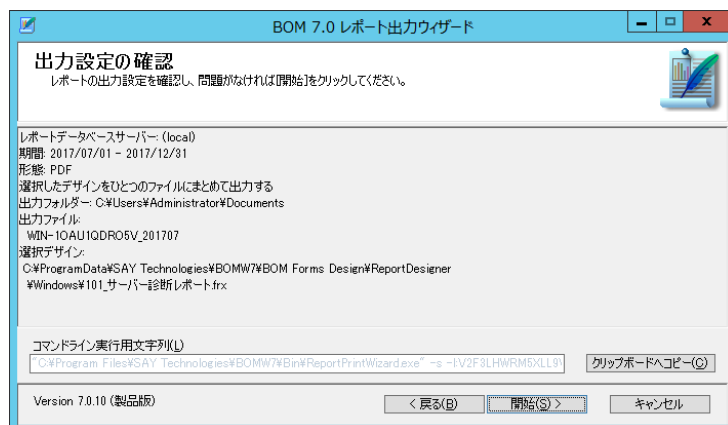 BOM 7.0 レポート出力ウィザード
出力設定の確認
レポートの出力設定を確認し、問題がなければ[開始]をクリックしてください。
レポートデータベースサーバー: (local)
期間: 2017/07/01 - 2017/12/31
形態: PDF
選択したデザインをひとつのファイルにまとめて出力する
出力フォルダー: C:¥Users¥Administrator¥Documents
出力ファイル:
WIN-1OAU1QDRO5V_201707
選択デザイン:
C:¥ProgramData¥SAY Technologies¥BOMW7¥BOM Forms Design¥ReportDesigner
¥Windows¥101_サーバー診断レポート.frx
コマンドライン実行用文字列(L)
"C:¥Program Files¥SAY Technologies¥BOMW7¥Bin¥ReportPrintWizard.exe" -s -I:V2F3LHWRM5XLL9\
クリップボードへコピー(C)
Version 7.0.10 (製品版)
< 戻る(B)
開始(S) >
キャンセル